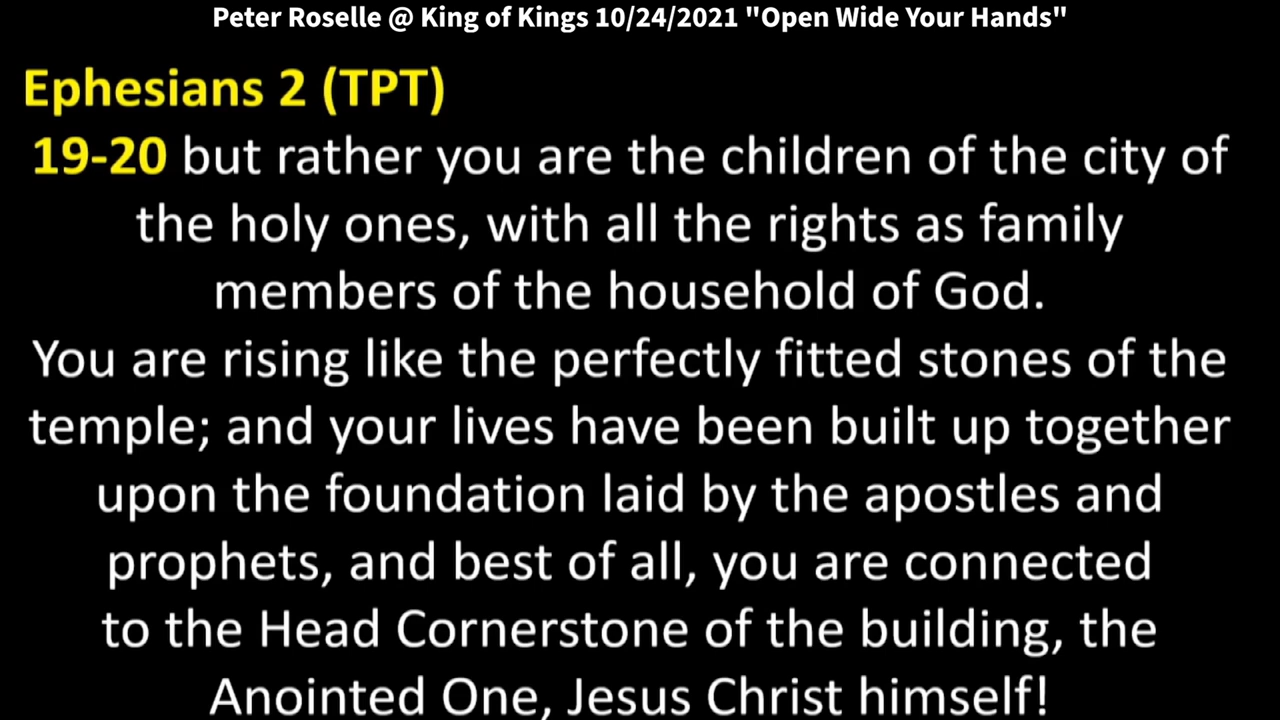 Peter Roselle @ King of Kings 10/24/2021 "Open Wide Your Hands"
Ephesians 2 (TPT)
19-20 but rather you are the children of the city of
the holy ones, with all the rights as family
members of the household of God.
You are rising like the perfectly fitted stones of the
temple; and your lives have been built up together
upon the foundation laid by the apostles and
prophets, and best of all, you are connected
to the Head Cornerstone of the building, the
Anointed One, Jesus Christ himself!